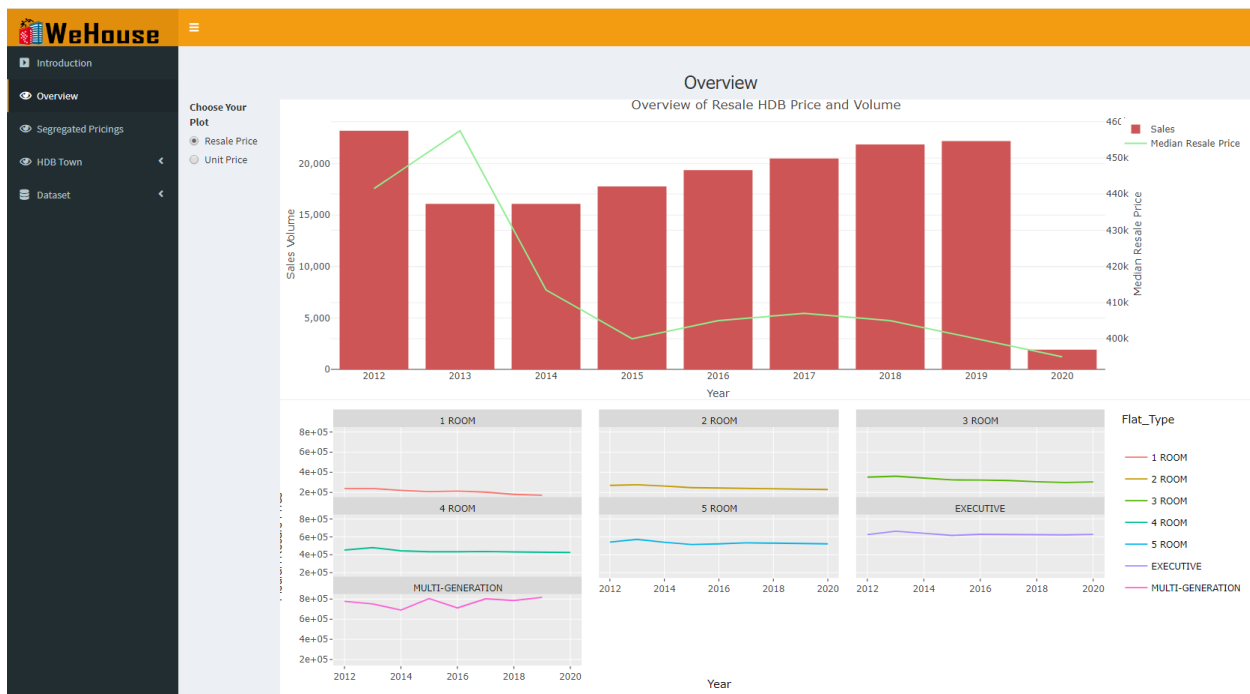 WeHouse
Introduction
Overview
Segregated Pricings
HDB Town
Dataset
Choose Your
Plot
Resale Price
Unit Price
Overview
Overview of Resale HDB Price and Volume
Sales Volume
20,000
15,000
10,000
5,000
0
2012 2013 2014 2015 2016 2017 2018 2019 2020
Year
450k
440k
430k
420k
410k
400k
Median Resale Price
Sales
Median Resale Price
1 ROOM 2 ROOM 3 ROOM
8e+05
6e+05
4e+05
2e+05
4 ROOM 5 ROOM EXECUTIVE
8e+05
6e+05
4e+05
2e+05
MULTI-GENERATION
2012 2014 2016 2018 2020
2012 2014 2016 2018 2020
8e+05
6e+05
4e+05
2e+05
2012 2014 2016 2018 2020
Year
Flat_Type
1 ROOM
2 ROOM
3 ROOM
4 ROOM
5 ROOM
EXECUTIVE
MULTI-GENERATION